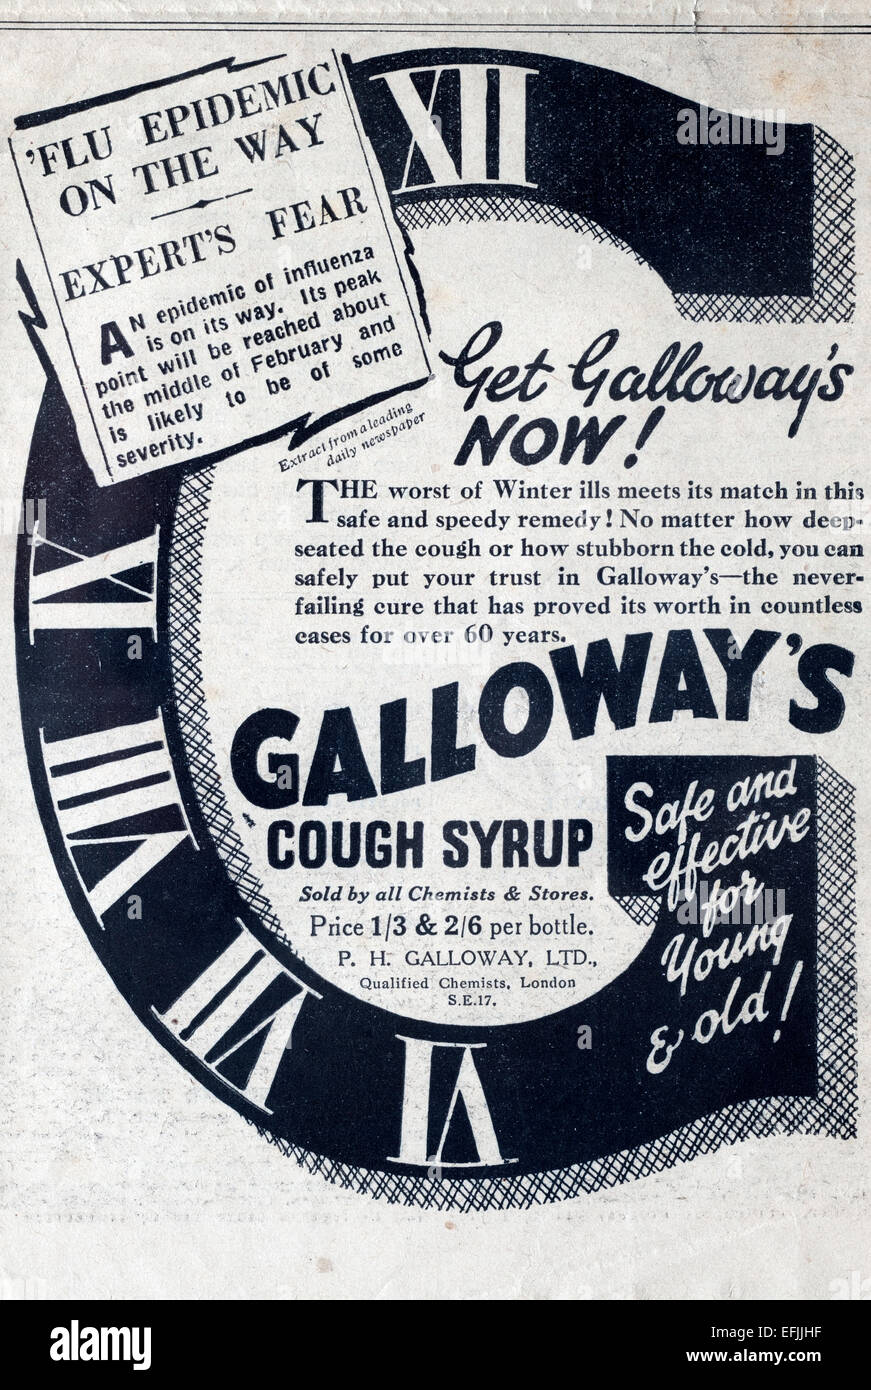 'FLU EPIDEMIC
ON THE WAY
EXPERT'S FEAR
AN epidemic of influenza
is on its way. Its peak
point will be reached about
the middle of February and
is likely to be of some
severity.
Extract from a leading
daily newspaper
XII
Get Galloway's
NOW!
THE worst of Winter ills meets its match in this
safe and speedy remedy! No matter how deep-
seated the cough or how stubborn the cold, you can
safely put your trust in Galloway's—the never-
failing cure that has proved its worth in countless
cases for over 60 years.
IX
VIII
VII
VI
GALLOWAY'S
COUGH SYRUP
Sold by all Chemists & Stores.
Price 1/3 & 2/6 per bottle.
P. H. GALLOWAY, LTD.,
Qualified Chemists, London
S.E.17.
Safe and
effective
for
Young
& old!
alamy
alamy
Image ID: EFJJHF
www.alamy.com